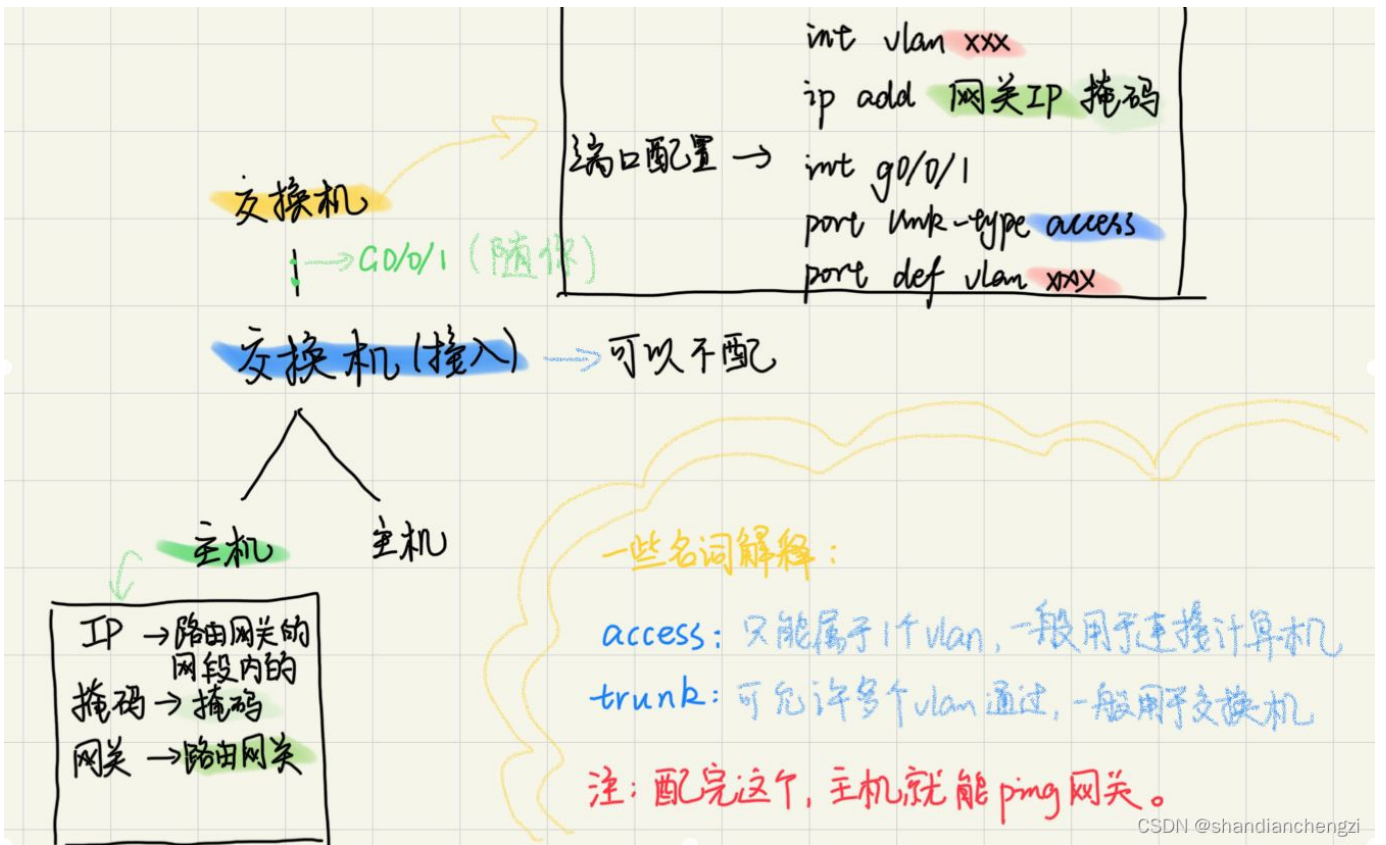 int vlan xxx
ip add 网关IP 掩码
端口配置 → int g0/0/1
port link-type access
port def vlan xxx
交换机
→ G0/0/1 (随你)
交换机(接入) → 可以不配
主机 主机
IP → 路由网关的
网段内的
掩码 → 掩码
网关 → 路由网关
一些名词解释:
access: 只能属于1个vlan, 一般用于连接计算机
trunk: 可允许多个vlan通过, 一般用于交换机
注: 配完这个, 主机就能ping网关。
CSDN @shandianchengzi